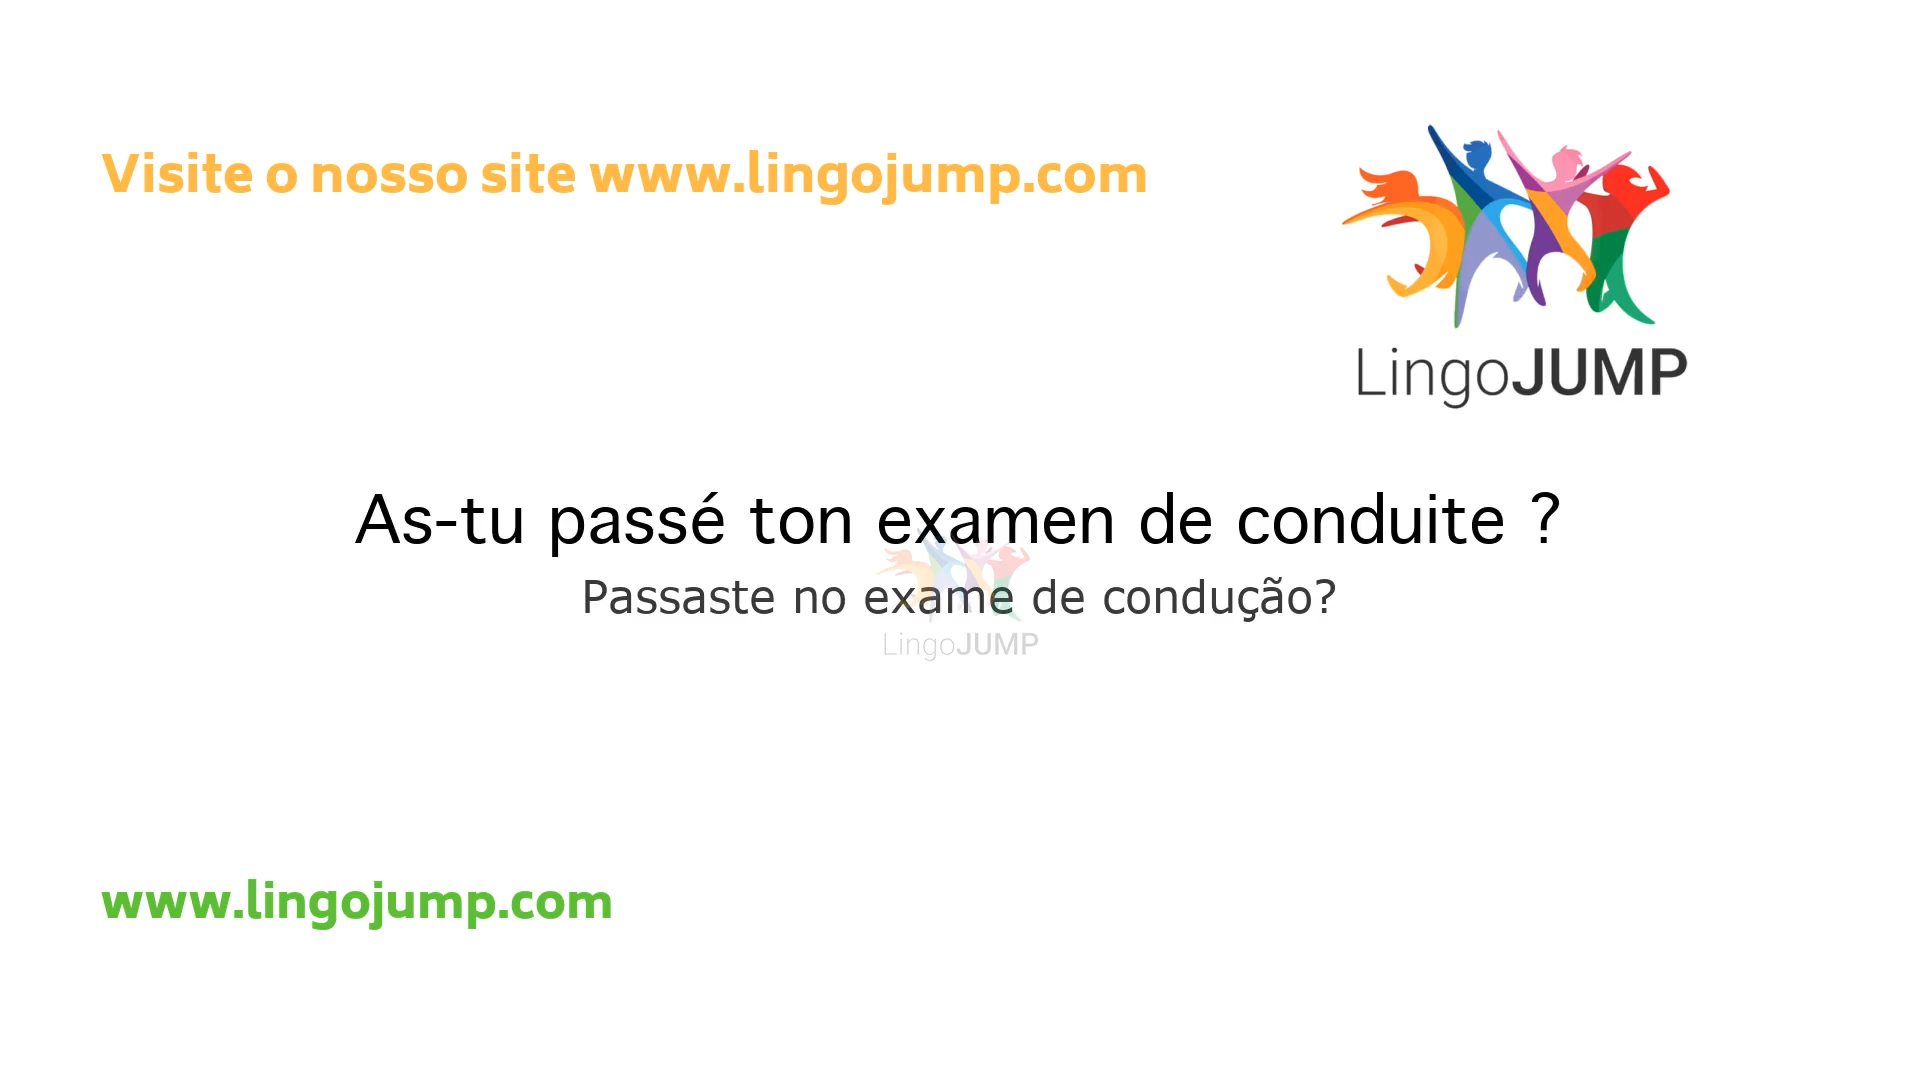 Visite o nosso site www.lingojump.com
LingoJUMP
As-tu passé ton examen de conduite ?
Passaste no exame de condução?
LingoJUMP
www.lingojump.com